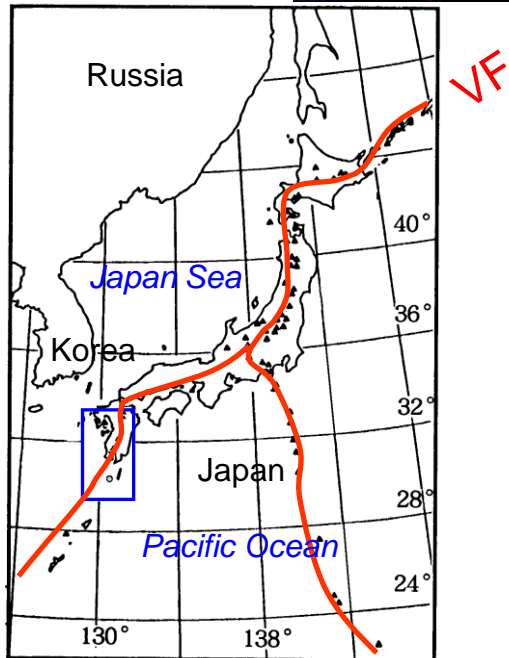 Russia
VF
40°
Japan Sea
36°
Korea
32°
Japan
28°
Pacific Ocean
24°
130°
138°